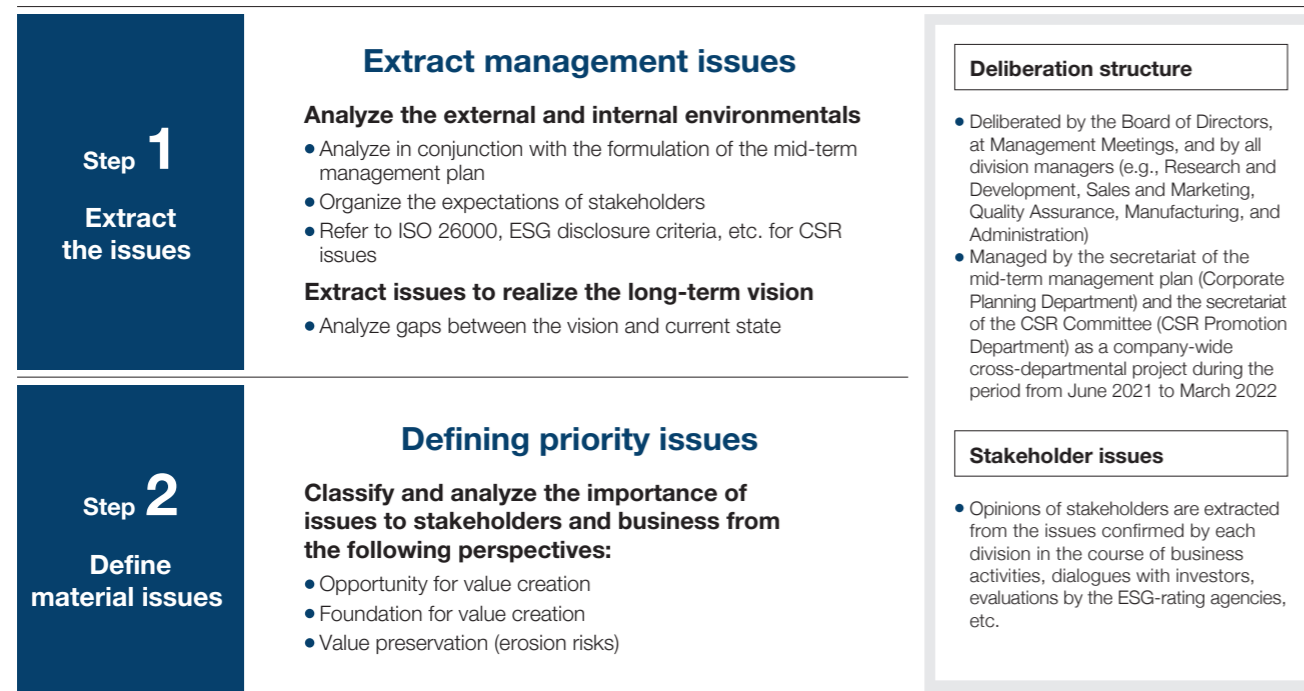 Step 1
Extract
the issues
Extract management issues
Analyze the external and internal environmentals
• Analyze in conjunction with the formulation of the mid-term
management plan
• Organize the expectations of stakeholders
• Refer to ISO 26000, ESG disclosure criteria, etc. for CSR
issues
Extract issues to realize the long-term vision
• Analyze gaps between the vision and current state
Step 2
Define
material issues
Defining priority issues
Classify and analyze the importance of
issues to stakeholders and business from
the following perspectives:
• Opportunity for value creation
• Foundation for value creation
• Value preservation (erosion risks)
Deliberation structure
• Deliberated by the Board of Directors,
at Management Meetings, and by all
division managers (e.g., Research and
Development, Sales and Marketing,
Quality Assurance, Manufacturing, and
Administration)
• Managed by the secretariat of the
mid-term management plan (Corporate
Planning Department) and the secretariat
of the CSR Committee (CSR Promotion
Department) as a company-wide
cross-departmental project during the
period from June 2021 to March 2022
Stakeholder issues
• Opinions of stakeholders are extracted
from the issues confirmed by each
division in the course of business
activities, dialogues with investors,
evaluations by the ESG-rating agencies,
etc.